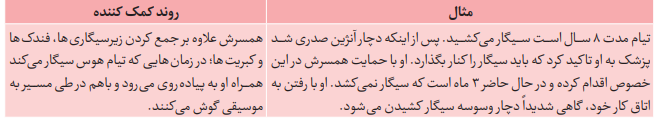 مثال
روند کمک کننده
تیام مدت ۸ سال است سیگار می‌کشید. پس از اینکه دچار آنژین صدری شد
پزشک به او تاکید کرد که باید سیگار را کنار بگذارد. او با حمایت همسرش در این
خصوص اقدام کرده و در حال حاضر ۳ ماه است که سیگار نمی‌کشد. او با رفتن به
اتاق کار خود، گاهی شدیداً دچار وسوسه سیگار کشیدن می‌شود.
همسرش علاوه بر جمع کردن زیرسیگاری‌ها، فندک‌ها
و کبریت‌ها؛ در زمان‌هایی که تیام هوس سیگار می‌کند
همراه او به پیاده‌روی می‌رود و باهم در طی مسیر به
موسیقی گوش می‌کنند.